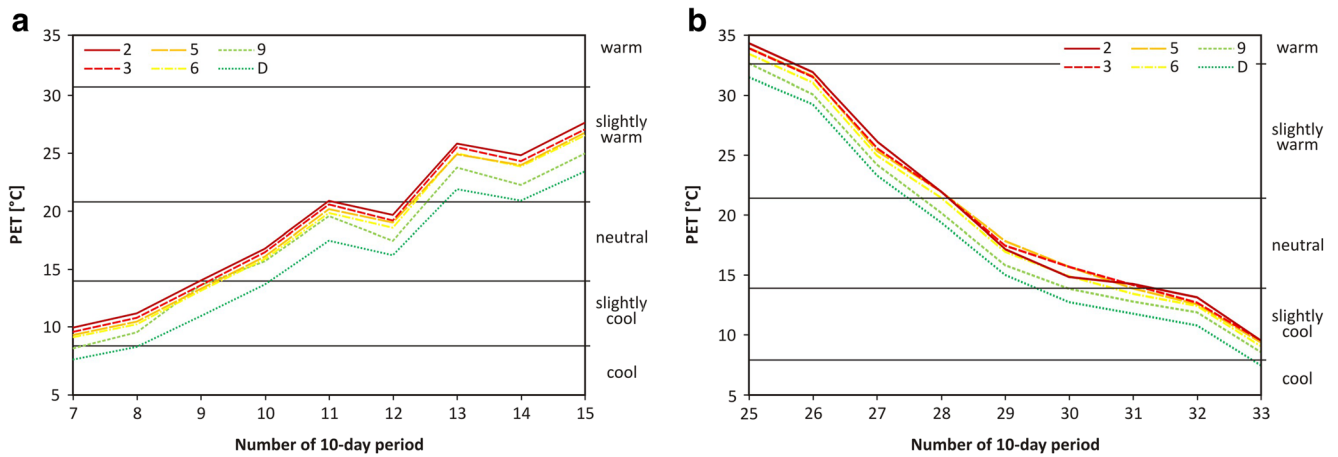 a
35
30
25
20
15
10
5
PET [°C]
2 5 9
3 6 D
warm
slightly
warm
neutral
slightly
cool
cool
7 8 9 10 11 12 13 14 15
Number of 10-day period
b
35
30
25
20
15
10
5
PET [°C]
2 5 9
3 6 D
warm
slightly
warm
neutral
slightly
cool
cool
25 26 27 28 29 30 31 32 33
Number of 10-day period